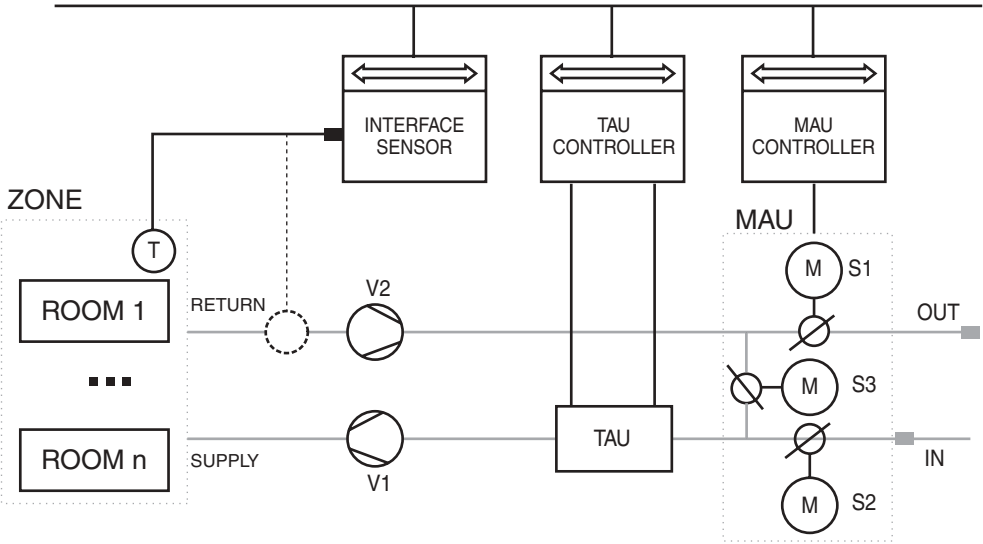 INTERFACE
SENSOR
TAU
CONTROLLER
MAU
CONTROLLER
ZONE
T
MAU
M
S1
ROOM 1
RETURN
V2
OUT
M
S3
ROOM n
SUPPLY
V1
TAU
IN
M
S2